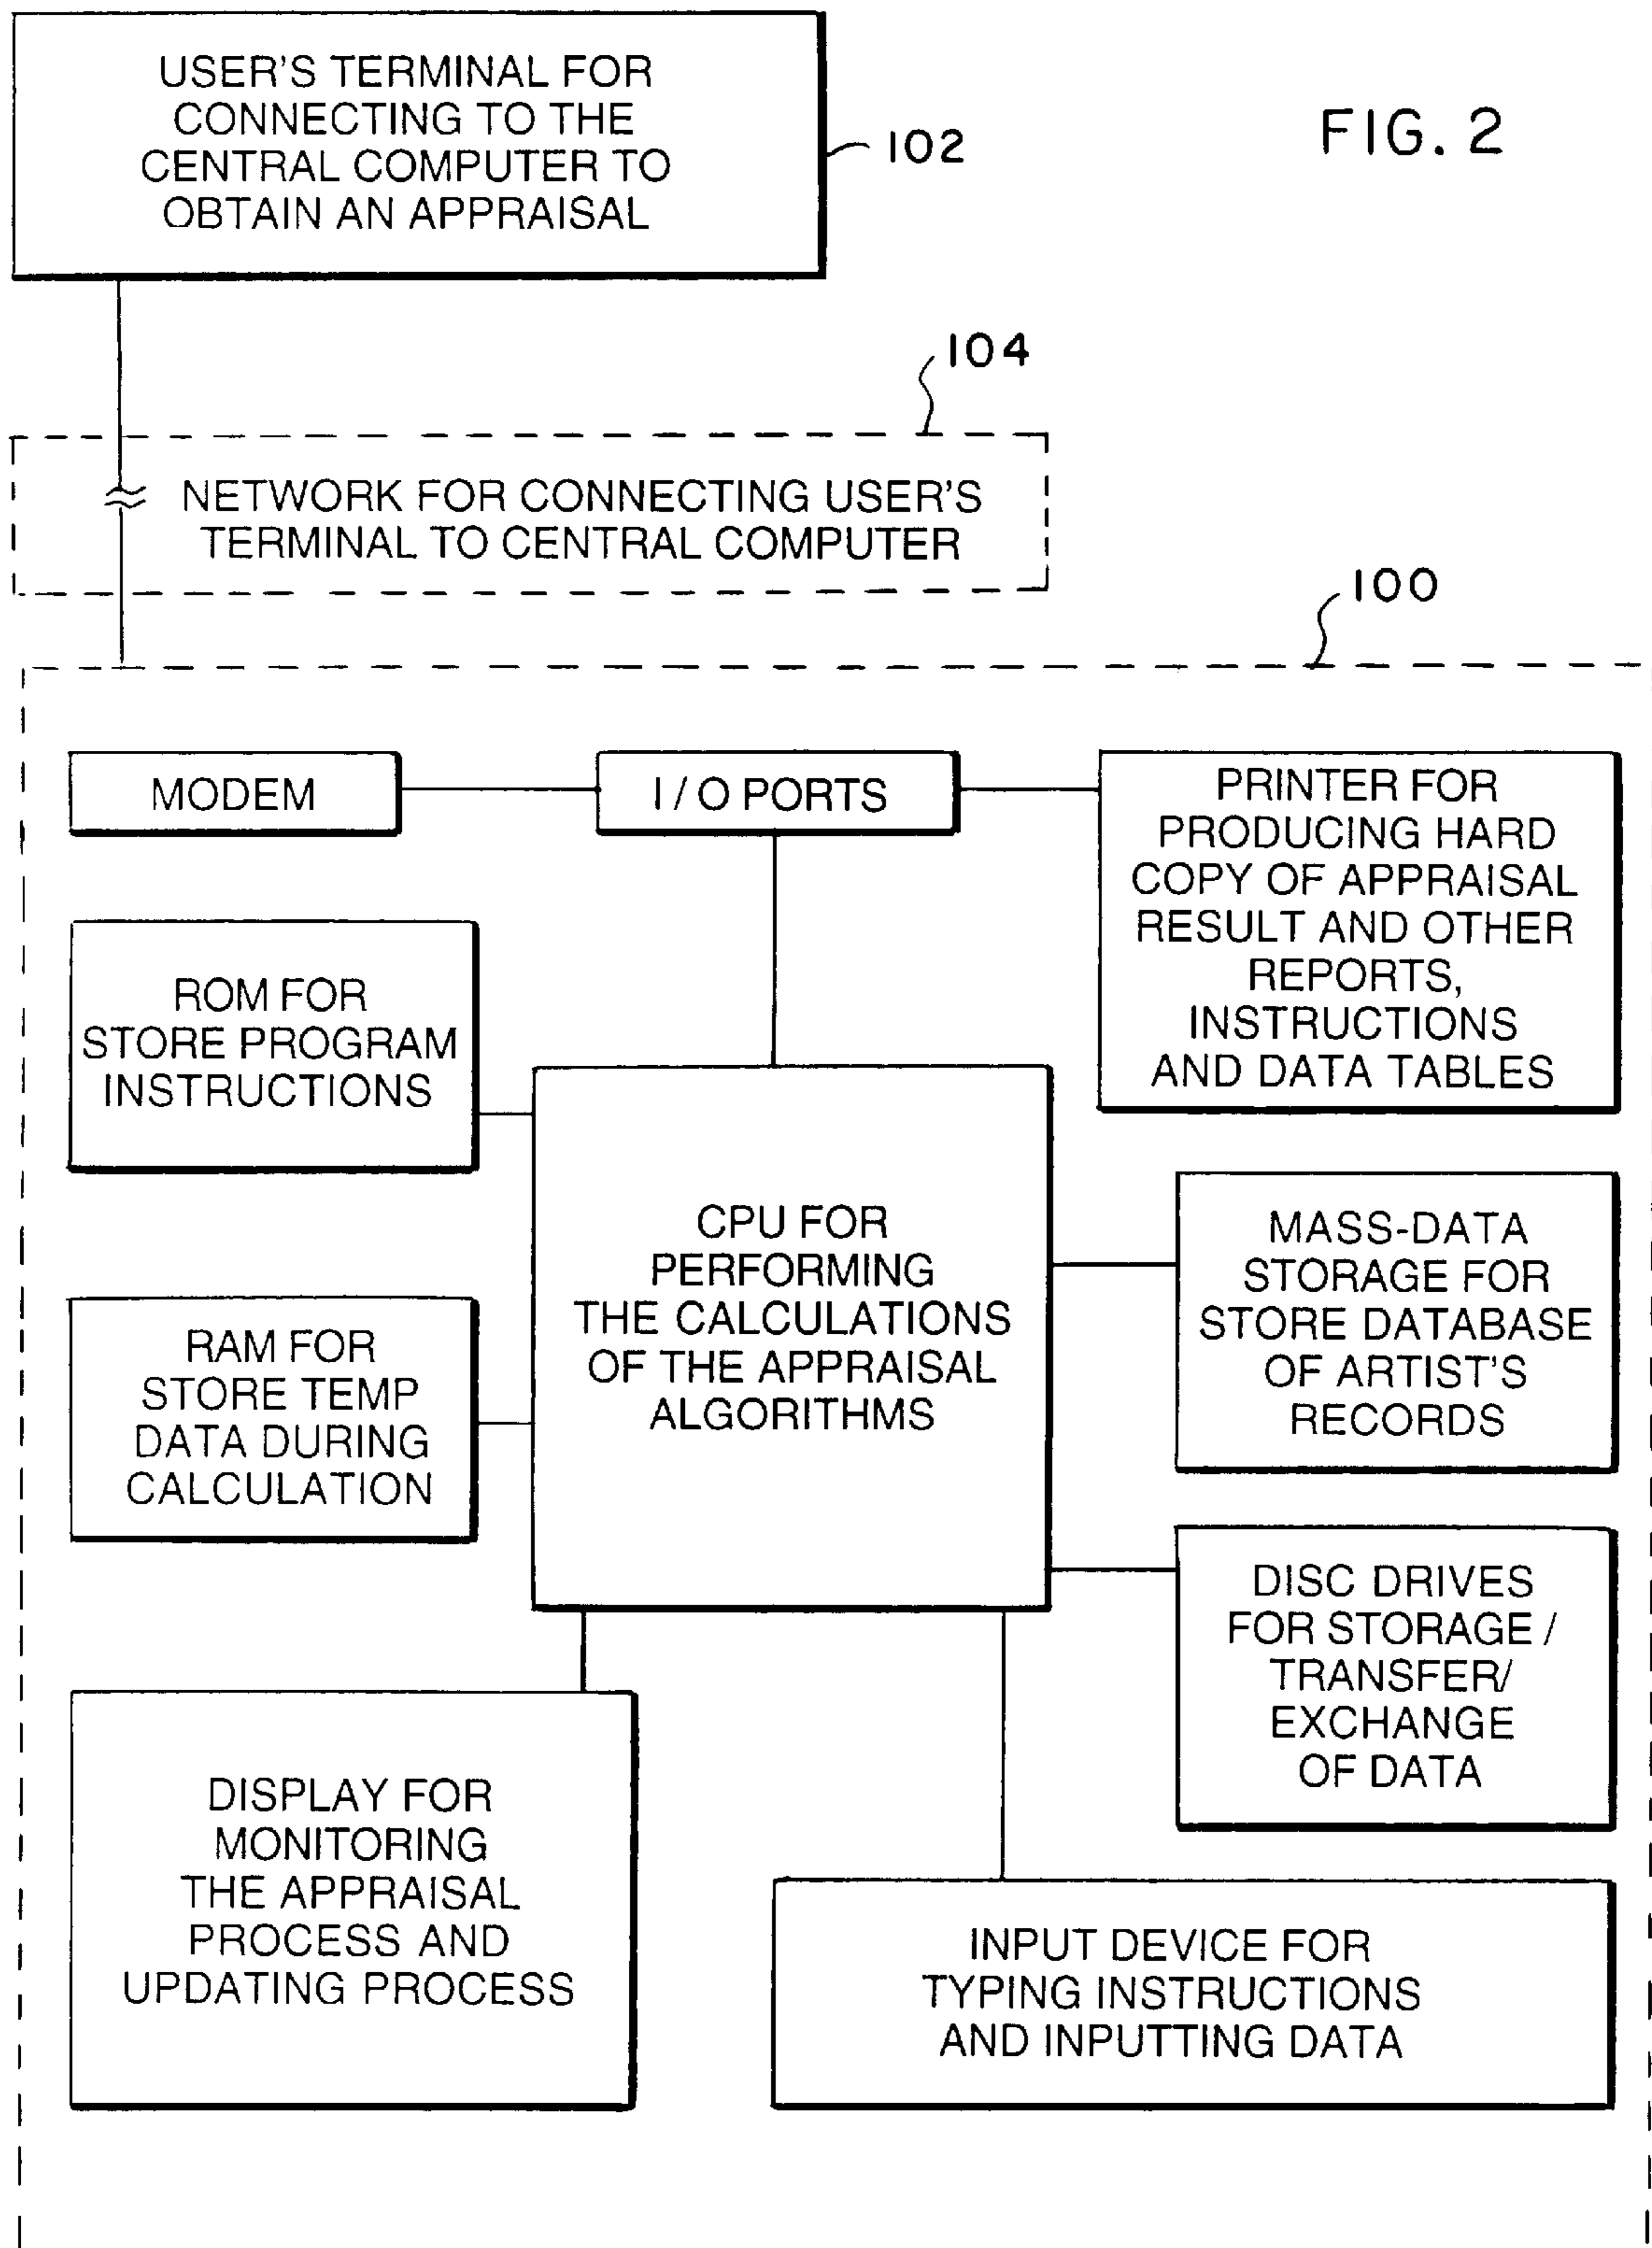 USER'S TERMINAL FOR
CONNECTING TO THE
CENTRAL COMPUTER TO
OBTAIN AN APPRAISAL
102
FIG. 2
104
NETWORK FOR CONNECTING USER'S
TERMINAL TO CENTRAL COMPUTER
100
MODEM
I / O PORTS
PRINTER FOR
PRODUCING HARD
COPY OF APPRAISAL
RESULT AND OTHER
REPORTS,
INSTRUCTIONS
AND DATA TABLES
ROM FOR
STORE PROGRAM
INSTRUCTIONS
CPU FOR
PERFORMING
THE CALCULATIONS
OF THE APPRAISAL
ALGORITHMS
MASS-DATA
STORAGE FOR
STORE DATABASE
OF ARTIST'S
RECORDS
RAM FOR
STORE TEMP
DATA DURING
CALCULATION
DISC DRIVES
FOR STORAGE /
TRANSFER/
EXCHANGE
OF DATA
DISPLAY FOR
MONITORING
THE APPRAISAL
PROCESS AND
UPDATING PROCESS
INPUT DEVICE FOR
TYPING INSTRUCTIONS
AND INPUTTING DATA